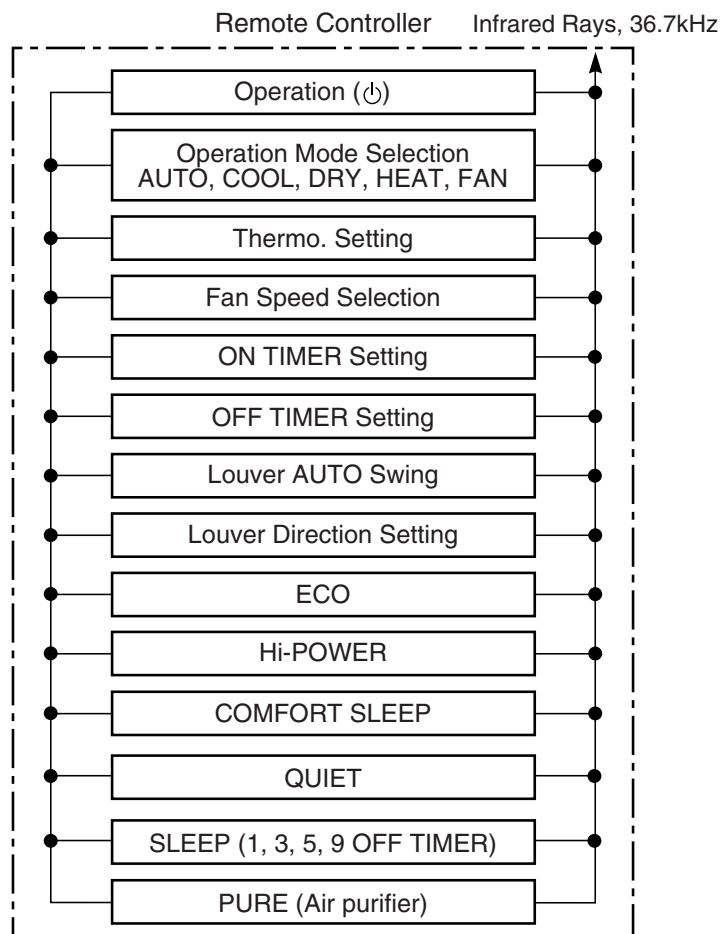 Remote Controller Infrared Rays, 36.7kHz
Operation (⏻)
Operation Mode Selection
AUTO, COOL, DRY, HEAT, FAN
Thermo. Setting
Fan Speed Selection
ON TIMER Setting
OFF TIMER Setting
Louver AUTO Swing
Louver Direction Setting
ECO
Hi-POWER
COMFORT SLEEP
QUIET
SLEEP (1, 3, 5, 9 OFF TIMER)
PURE (Air purifier)